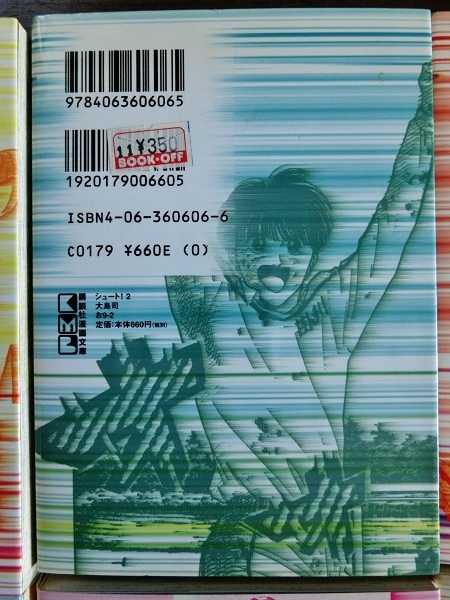 9784063606065
11 ¥350
BOOK・OFF
1920179006605
ISBN4-06-360606-6
C0179 ¥660E (0)
講談社漫画文庫
シュート! 2
大島司
お9-2
定価:本体660円(税別)